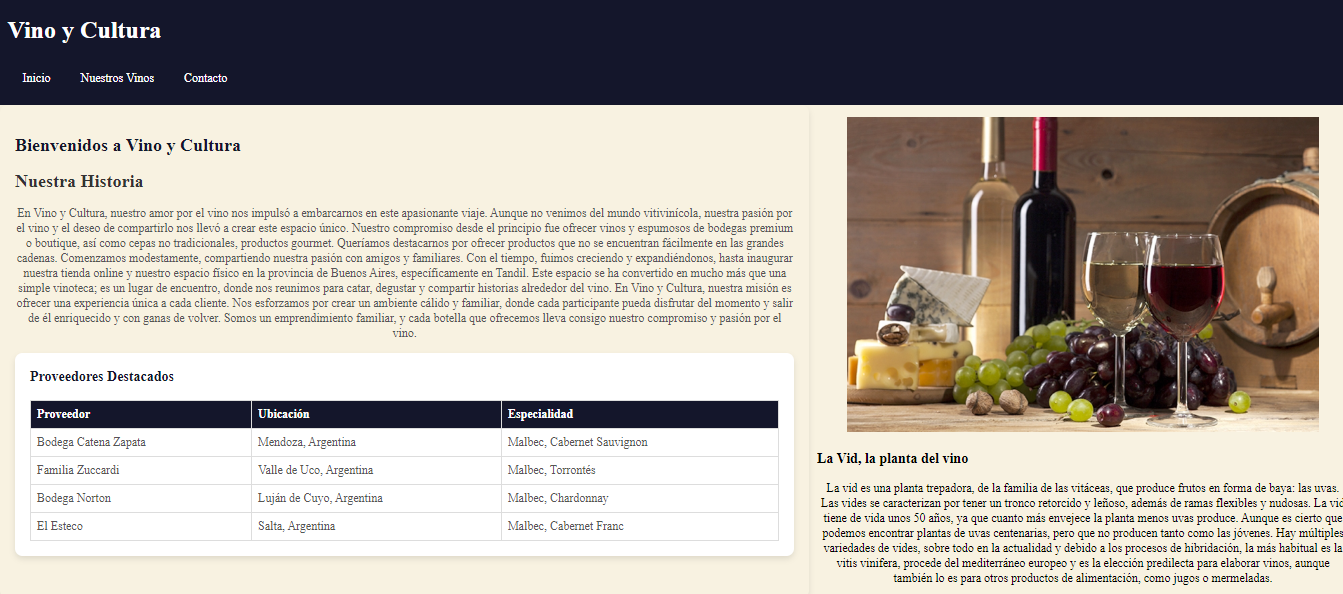 Vino y Cultura
Inicio Nuestros Vinos Contacto
Bienvenidos a Vino y Cultura
Nuestra Historia
En Vino y Cultura, nuestro amor por el vino nos impulsó a embarcarnos en este apasionante viaje. Aunque no venimos del mundo vitivinícola, nuestra pasión por
el vino y el deseo de compartirlo nos llevó a crear este espacio único. Nuestro compromiso desde el principio fue ofrecer vinos y espumosos de bodegas premium
o boutique, así como cepas no tradicionales, productos gourmet. Queríamos destacarnos por ofrecer productos que no se encuentran fácilmente en las grandes
cadenas. Comenzamos modestamente, compartiendo nuestra pasión con amigos y familiares. Con el tiempo, fuimos creciendo y expandiéndonos, hasta inaugurar
nuestra tienda online y nuestro espacio físico en la provincia de Buenos Aires, específicamente en Tandil. Este espacio se ha convertido en mucho más que una
simple vinoteca; es un lugar de encuentro, donde nos reunimos para catar, degustar y compartir historias alrededor del vino. En Vino y Cultura, nuestra misión es
ofrecer una experiencia única a cada cliente. Nos esforzamos por crear un ambiente cálido y familiar, donde cada participante pueda disfrutar del momento y salir
de él enriquecido y con ganas de volver. Somos un emprendimiento familiar, y cada botella que ofrecemos lleva consigo nuestro compromiso y pasión por el
vino.
Proveedores Destacados
Proveedor Ubicación Especialidad
Bodega Catena Zapata Mendoza, Argentina Malbec, Cabernet Sauvignon
Familia Zuccardi Valle de Uco, Argentina Malbec, Torrontés
Bodega Norton Luján de Cuyo, Argentina Malbec, Chardonnay
El Esteco Salta, Argentina Malbec, Cabernet Franc
La Vid, la planta del vino
La vid es una planta trepadora, de la familia de las vitáceas, que produce frutos en forma de baya: las uvas.
Las vides se caracterizan por tener un tronco retorcido y leñoso, además de ramas flexibles y nudosas. La vid
tiene de vida unos 50 años, ya que cuanto más envejece la planta menos uvas produce. Aunque es cierto que
podemos encontrar plantas de uvas centenarias, pero que no producen tanto como las jóvenes. Hay múltiples
variedades de vides, sobre todo en la actualidad y debido a los procesos de hibridación, la más habitual es la
vitis vinifera, procede del mediterráneo europeo y es la elección predilecta para elaborar vinos, aunque
también lo es para otros productos de alimentación, como jugos o mermeladas.